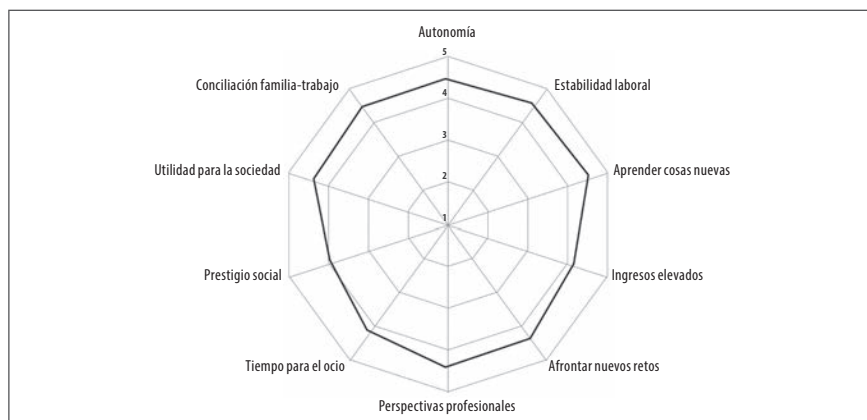 Autonomía
5
Conciliación familia-trabajo
Estabilidad laboral
4
3
Utilidad para la sociedad
Aprender cosas nuevas
2
1
Prestigio social
Ingresos elevados
Tiempo para el ocio
Afrontar nuevos retos
Perspectivas profesionales